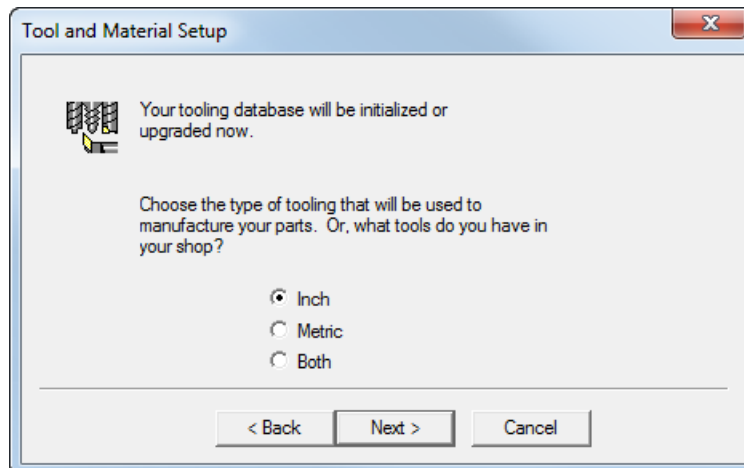 Tool and Material Setup
Your tooling database will be initialized or
upgraded now.
Choose the type of tooling that will be used to
manufacture your parts.  Or, what tools do you have in
your shop?
Inch
Metric
Both
< Back Next > Cancel